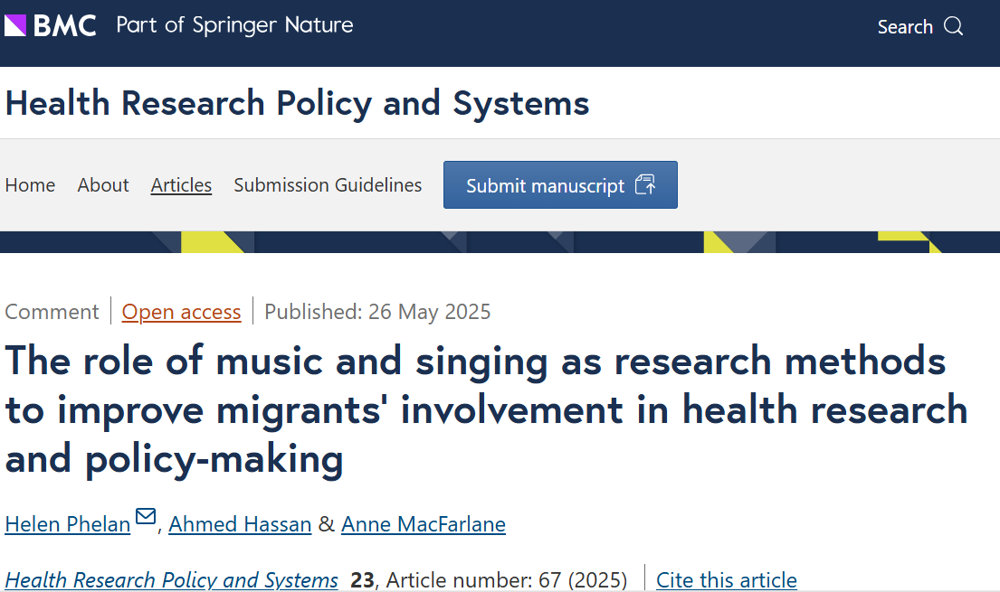 BMC Part of Springer Nature Search
Health Research Policy and Systems
Home About Articles Submission Guidelines Submit manuscript
Comment Open access Published: 26 May 2025
The role of music and singing as research methods
to improve migrants' involvement in health research
and policy-making
Helen Phelan, Ahmed Hassan & Anne MacFarlane
Health Research Policy and Systems 23, Article number: 67 (2025) Cite this article